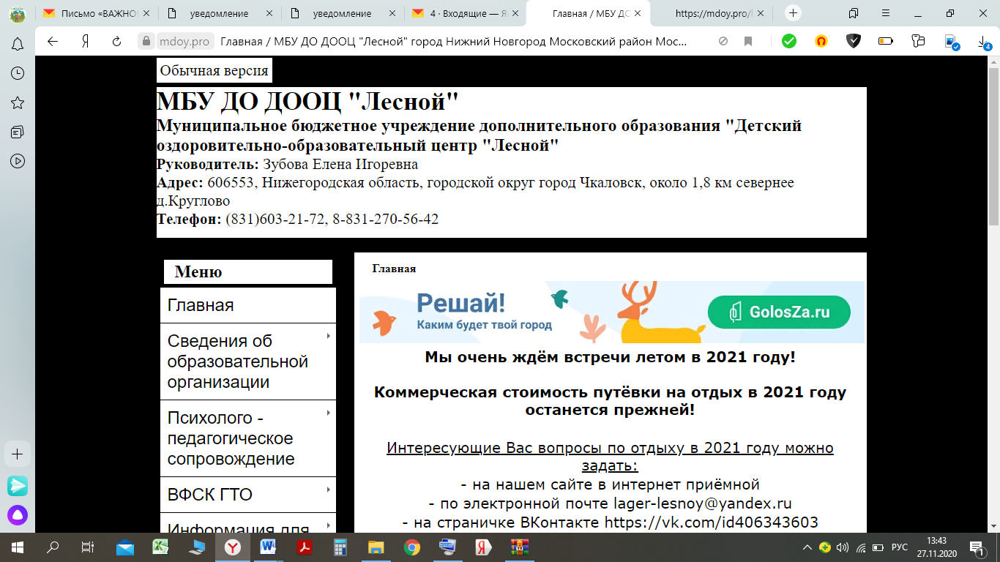 Письмо «ВАЖНО!
уведомление
уведомление
4 · Входящие — Ян
Главная / МБУ ДО
https://mdoy.pro/
mdoy.pro
Главная / МБУ ДО ДООЦ "Лесной" город Нижний Новгород Московский район Мос...
4
Обычная версия
МБУ ДО ДООЦ "Лесной"
Муниципальное бюджетное учреждение дополнительного образования "Детский
оздоровительно-образовательный центр "Лесной"
Руководитель: Зубова Елена Игоревна
Адрес: 606553, Нижегородская область, городской округ город Чкаловск, около 1,8 км севернее
д.Круглово
Телефон: (831)603-21-72, 8-831-270-56-42
Меню
Главная
Сведения об
образовательной
организации
Психолого -
педагогическое
сопровождение
ВФСК ГТО
Информация для
Главная
Решай!
Каким будет твой город
GolosZa.ru
Мы очень ждём встречи летом в 2021 году!
Коммерческая стоимость путёвки на отдых в 2021 году
останется прежней!
Интересующие Вас вопросы по отдыху в 2021 году можно
задать:
- на нашем сайте в интернет приёмной
- по электронной почте lager-lesnoy@yandex.ru
- на страничке ВКонтакте https://vk.com/id406343603
РУС
13:43
27.11.2020
1